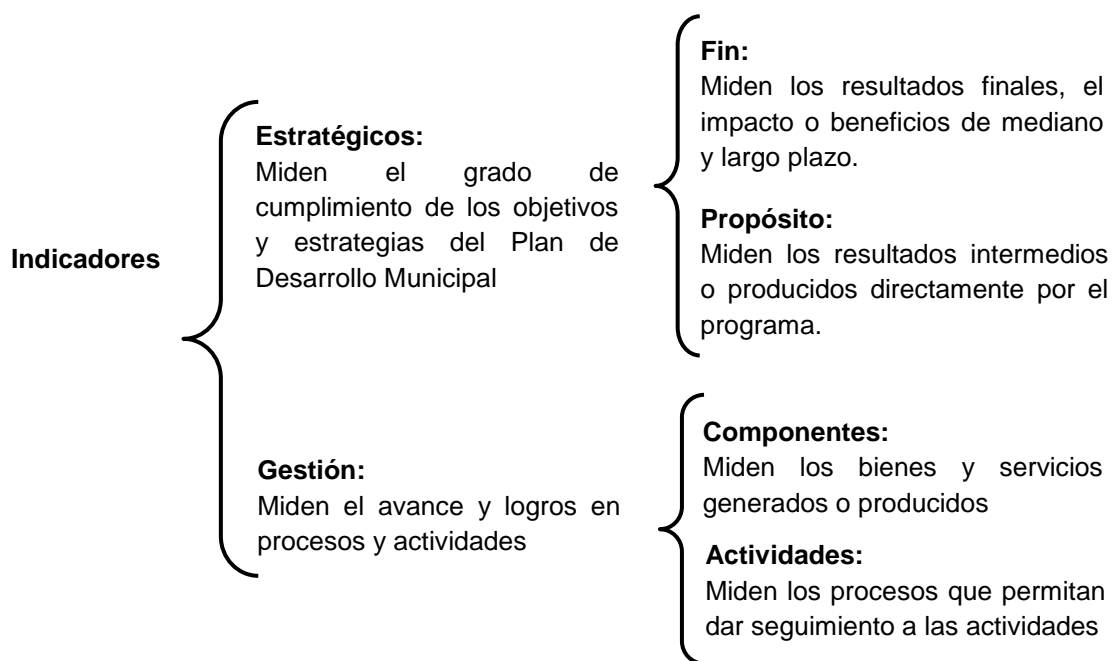 Indicadores
Estratégicos:
Miden el grado de
cumplimiento de los objetivos
y estrategias del Plan de
Desarrollo Municipal
Fin:
Miden los resultados finales, el
impacto o beneficios de mediano
y largo plazo.
Propósito:
Miden los resultados intermedios
o producidos directamente por el
programa.
Gestión:
Miden el avance y logros en
procesos y actividades
Componentes:
Miden los bienes y servicios
generados o producidos
Actividades:
Miden los procesos que permitan
dar seguimiento a las actividades